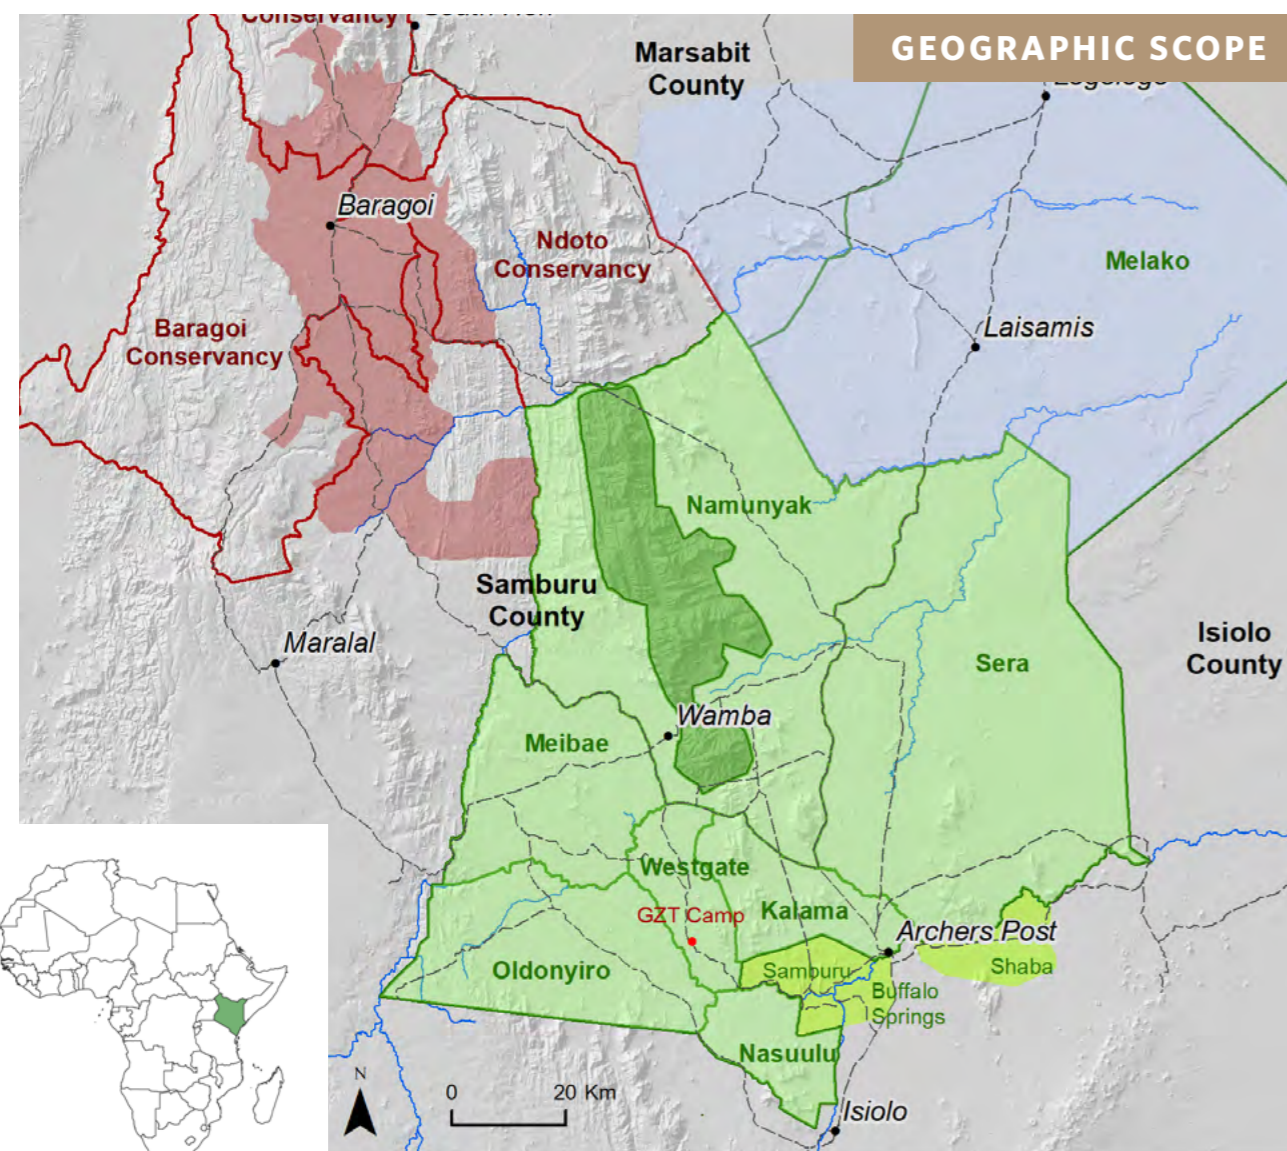 Conservancy
GEOGRAPHIC SCOPE
Marsabit
County
Baragoi
Ndoto
Conservancy
Melako
Baragoi
Conservancy
Laisamis
Namunyak
Samburu
County
Isiolo
County
Maralal
Sera
Wamba
Meibae
Westgate
GZT Camp
Kalama
Archers Post
Oldonyiro
Samburu
Shaba
Buffalo
Springs
Nasuulu
N
0 20 Km
Isiolo